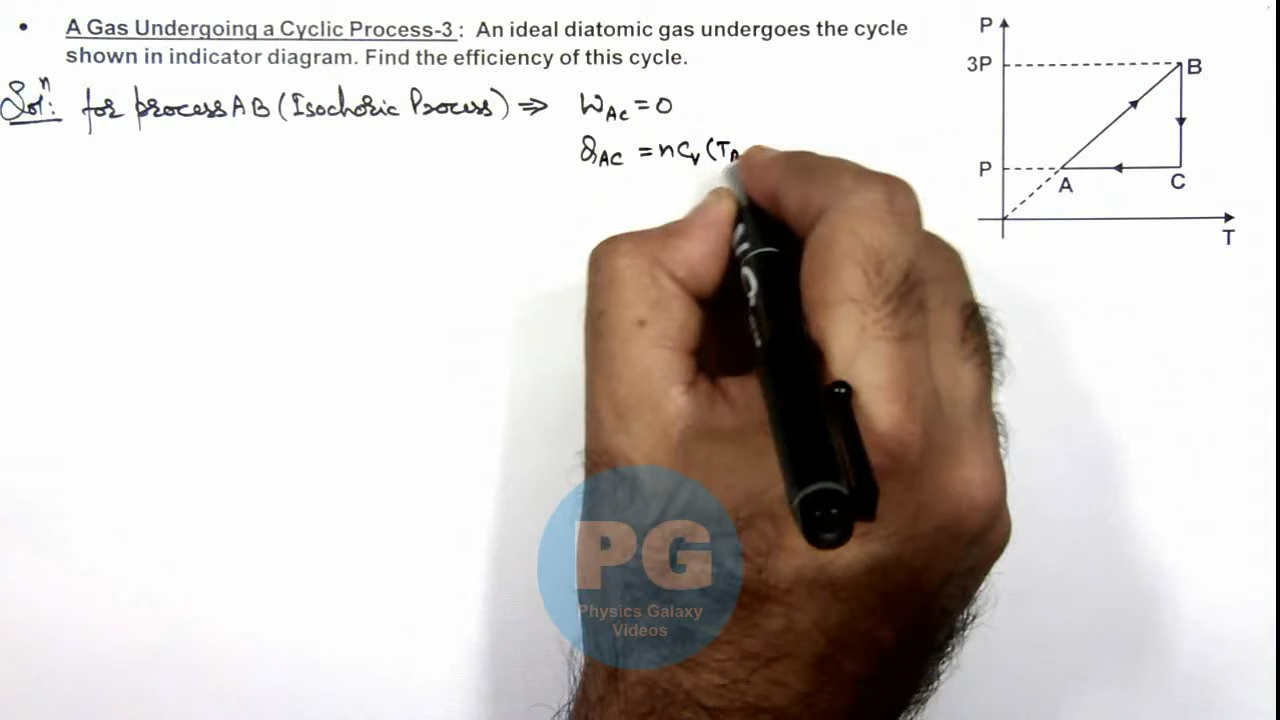 • A Gas Undergoing a Cyclic Process-3 : An ideal diatomic gas undergoes the cycle
shown in indicator diagram. Find the efficiency of this cycle.
Solⁿ: for process AB (Isochoric Process) ⇒ W_AC = 0
Q_AC = nC_v (T_
P
3P
B
P
A
C
T
PG
Physics Galaxy
Videos